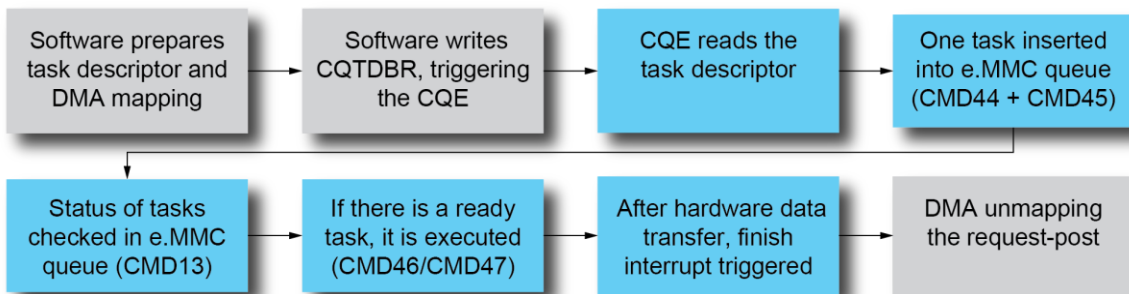 Software prepares
task descriptor and
DMA mapping
Software writes
CQTDBR, triggering
the CQE
CQE reads the
task descriptor
One task inserted
into e.MMC queue
(CMD44 + CMD45)
Status of tasks
checked in e.MMC
queue (CMD13)
If there is a ready
task, it is executed
(CMD46/CMD47)
After hardware data
transfer, finish
interrupt triggered
DMA unmapping
the request-post